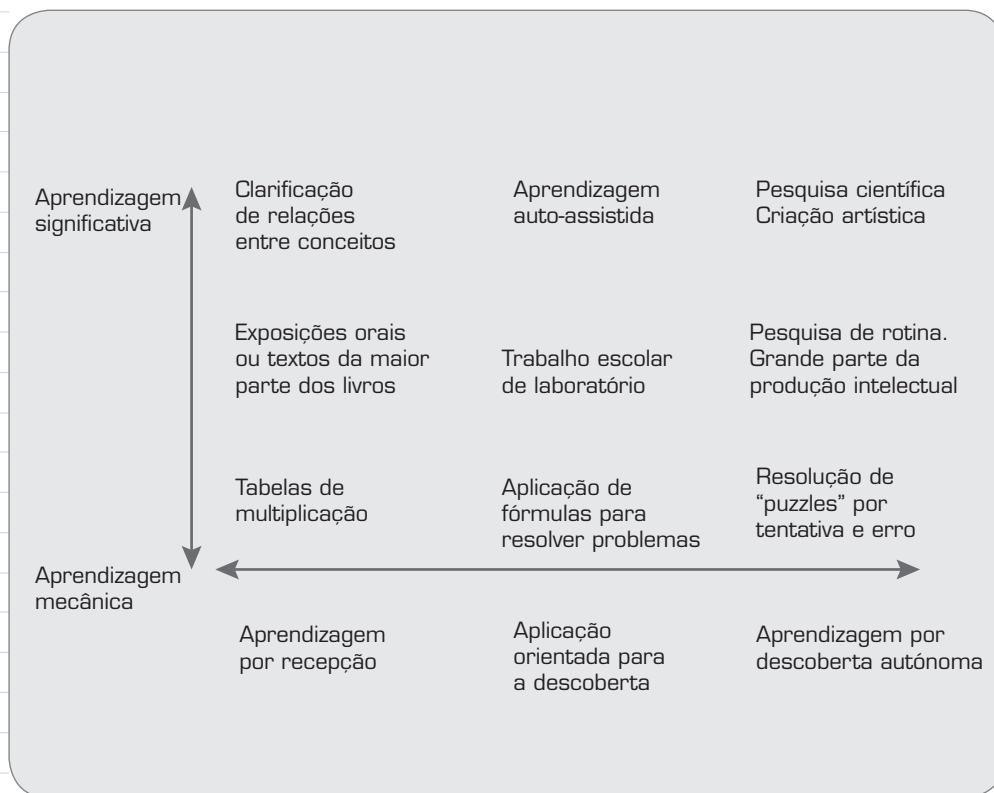 Aprendizagem
significativa
Clarificação
de relações
entre conceitos
Aprendizagem
auto-assistida
Pesquisa científica
Criação artística
Exposições orais
ou textos da maior
parte dos livros
Trabalho escolar
de laboratório
Pesquisa de rotina.
Grande parte da
produção intelectual
Tabelas de
multiplicação
Aplicação de
fórmulas para
resolver problemas
Resolução de
“puzzles” por
tentativa e erro
Aprendizagem
mecânica
Aprendizagem
por recepção
Aplicação
orientada para
a descoberta
Aprendizagem por
descoberta autónoma